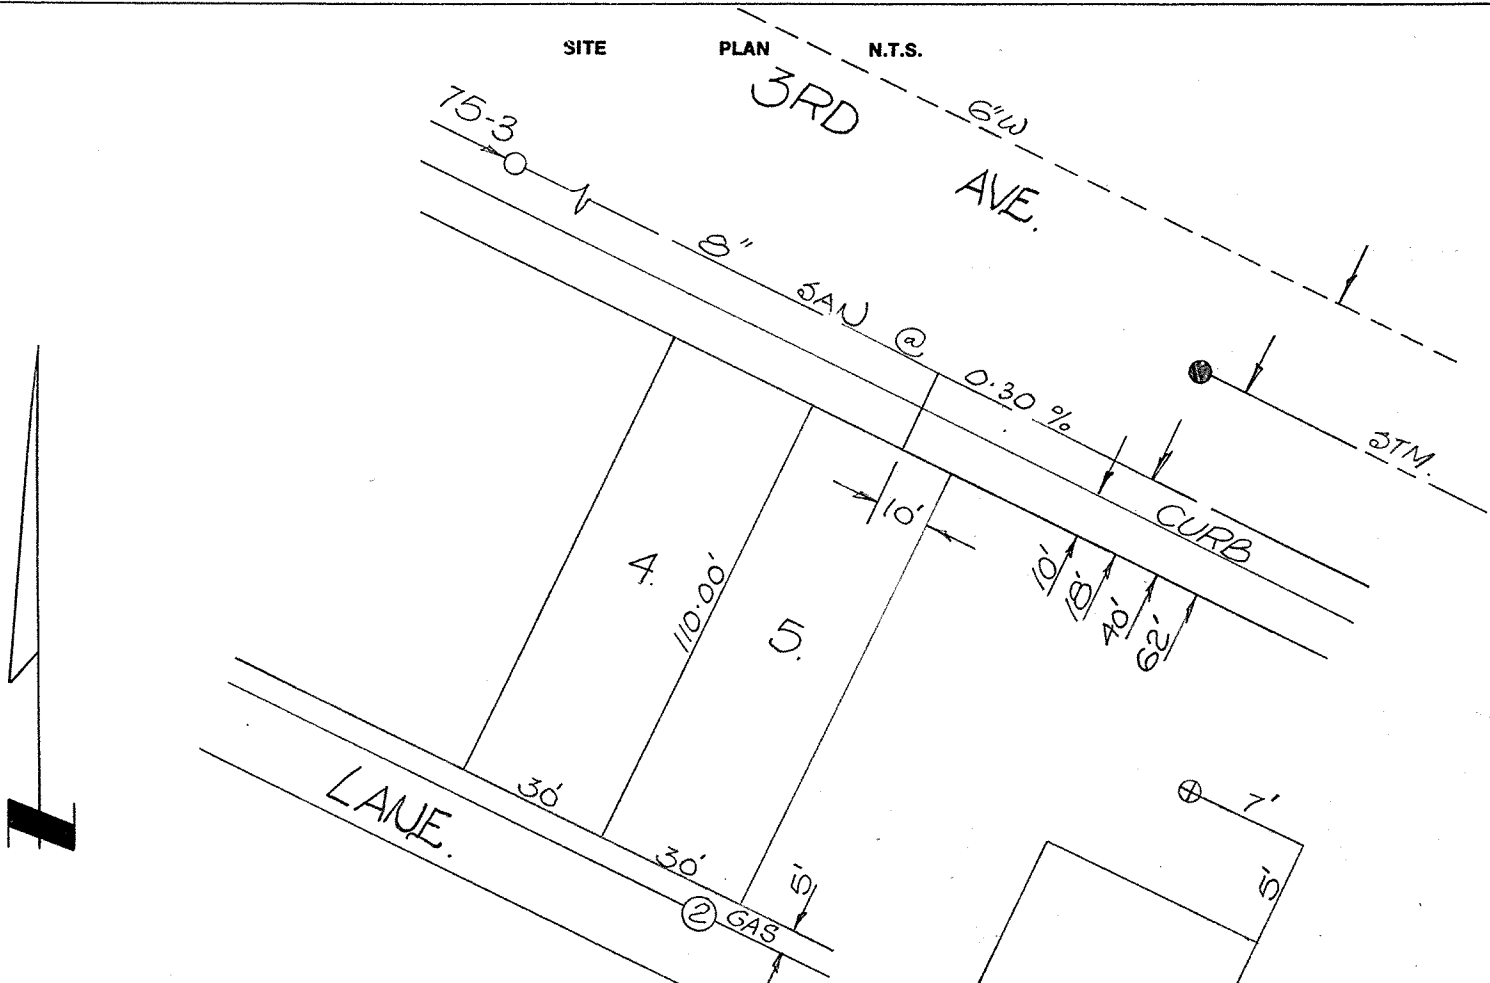 SITE PLAN N.T.S.
3RD
AVE.
6"W
75-3
8" SAN @ 0.30 %
STM.
CURB
10'
10'
18'
40'
62'
4.
110.00'
5.
30'
30'
LANE.
2
GAS
5'
7'
5'